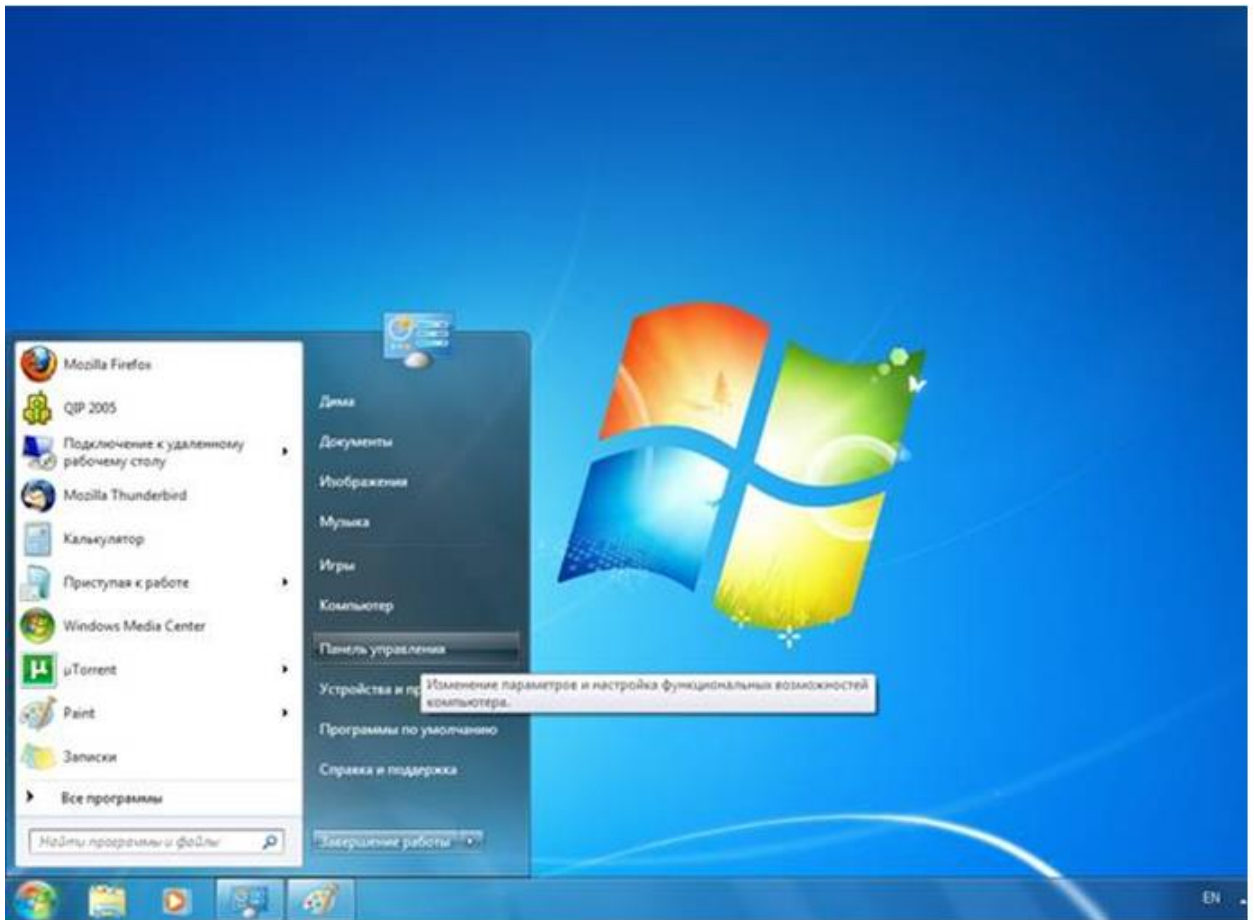 Mozilla Firefox
QIP 2005
Подключение к удаленному
рабочему столу
Mozilla Thunderbird
Калькулятор
Приступая к работе
Windows Media Center
µTorrent
Paint
Записки
Все программы
Найти программы и файлы
Дима
Документы
Изображения
Музыка
Игры
Компьютер
Панель управления
Устройства и пр
Изменение параметров и настройка функциональных возможностей
компьютера.
Программы по умолчанию
Справка и поддержка
Завершение работы
EN